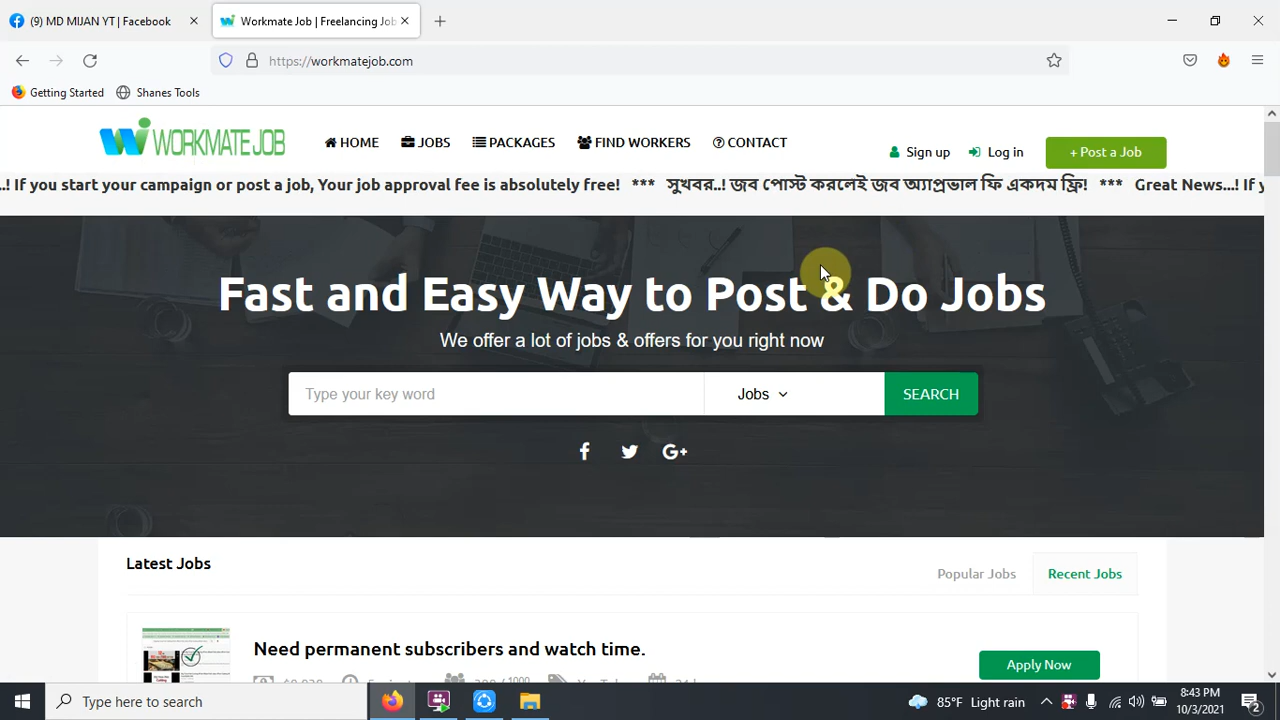 (9) MD MIJAN YT | Facebook
Workmate Job | Freelancing Job
https://workmatejob.com
Getting Started
Shanes Tools
WORKMATE JOB
HOME
JOBS
PACKAGES
FIND WORKERS
CONTACT
Sign up
Log in
+ Post a Job
..! If you start your campaign or post a job, Your job approval fee is absolutely free! *** সুখবর..! জব পোস্ট করলেই জব অ্যাপ্রুভাল ফি একদম ফ্রি! *** Great News...! If y
Fast and Easy Way to Post & Do Jobs
We offer a lot of jobs & offers for you right now
Type your key word
Jobs
SEARCH
Latest Jobs
Popular Jobs
Recent Jobs
Need permanent subscribers and watch time.
Apply Now
Type here to search
85°F Light rain
8:43 PM
10/3/2021
2